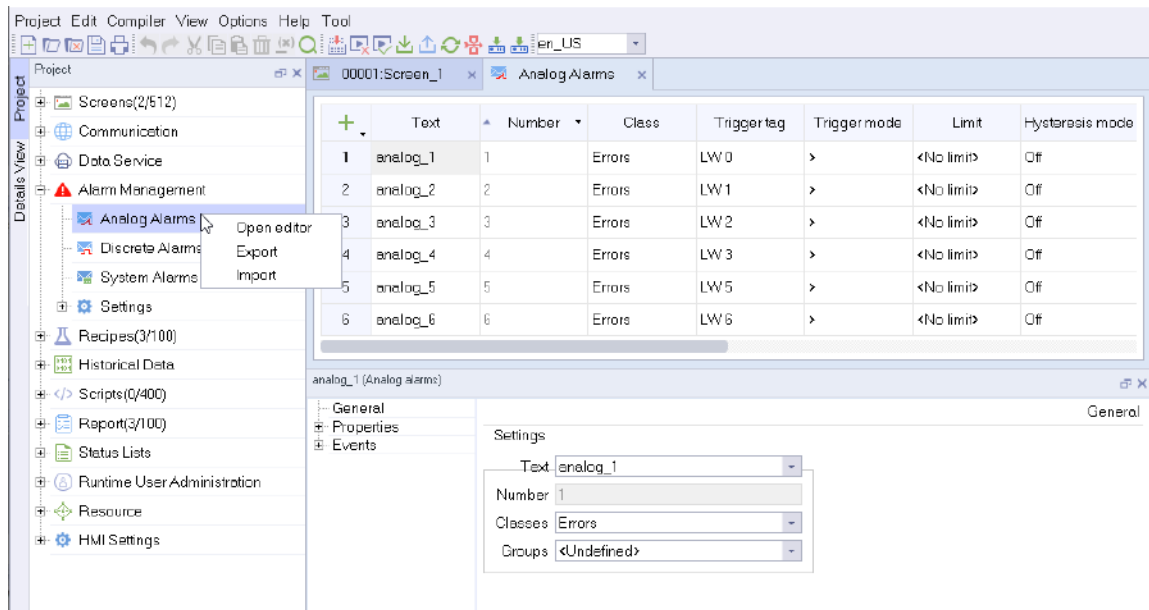 Project Edit Compiler View Options Help Tool
en_US
Project
Details View
Project
Screens(2/512)
Communication
Data Service
Alarm Management
Analog Alarms
Discrete Alarms
System Alarms
Settings
Recipes(3/100)
Historical Data
Scripts(0/400)
Report(3/100)
Status Lists
Runtime User Administration
Resource
HMI Settings
Open editor
Export
Import
00001:Screen_1 Analog Alarms
Text Number Class Trigger tag Trigger mode Limit Hysteresis mode
1 analog_1 1 Errors LW 0 > <No limit> Off
2 analog_2 2 Errors LW 1 > <No limit> Off
3 analog_3 3 Errors LW 2 > <No limit> Off
4 analog_4 4 Errors LW 3 > <No limit> Off
5 analog_5 5 Errors LW 5 > <No limit> Off
6 analog_6 6 Errors LW 6 > <No limit> Off
analog_1 (Analog alarms)
General
Properties
Events
General
Settings
Text analog_1
Number 1
Classes Errors
Groups <Undefined>